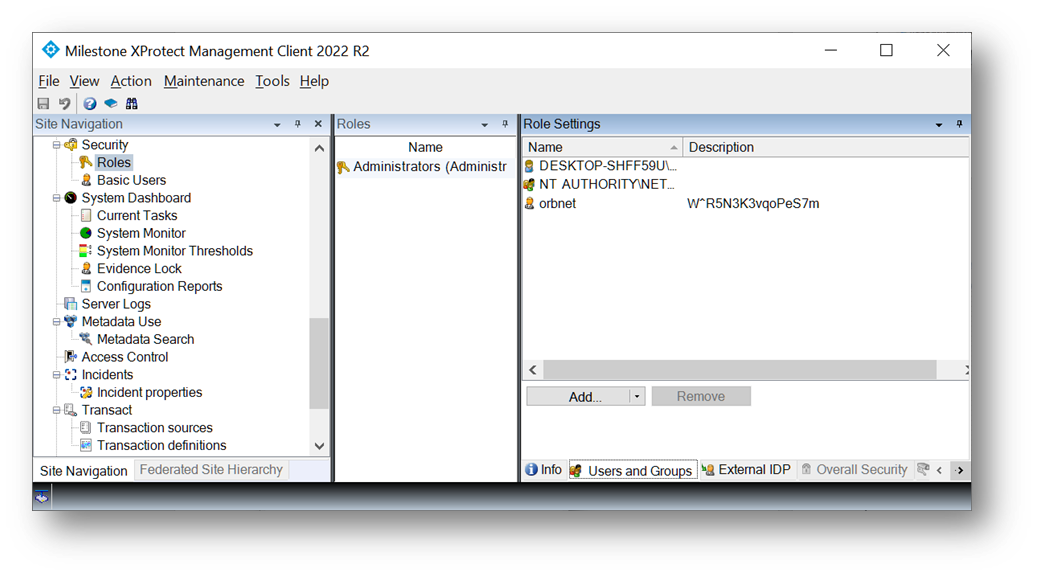 Milestone XProtect Management Client 2022 R2
File View Action Maintenance Tools Help
Site Navigation
Security
Roles
Basic Users
System Dashboard
Current Tasks
System Monitor
System Monitor Thresholds
Evidence Lock
Configuration Reports
Server Logs
Metadata Use
Metadata Search
Access Control
Incidents
Incident properties
Transact
Transaction sources
Transaction definitions
Site Navigation Federated Site Hierarchy
Roles
Name
Administrators (Administr
Role Settings
Name Description
DESKTOP-SHFF59U\...
NT AUTHORITY\NET...
orbnet W^R5N3K3vqoPeS7m
Add... Remove
Info Users and Groups External IDP Overall Security